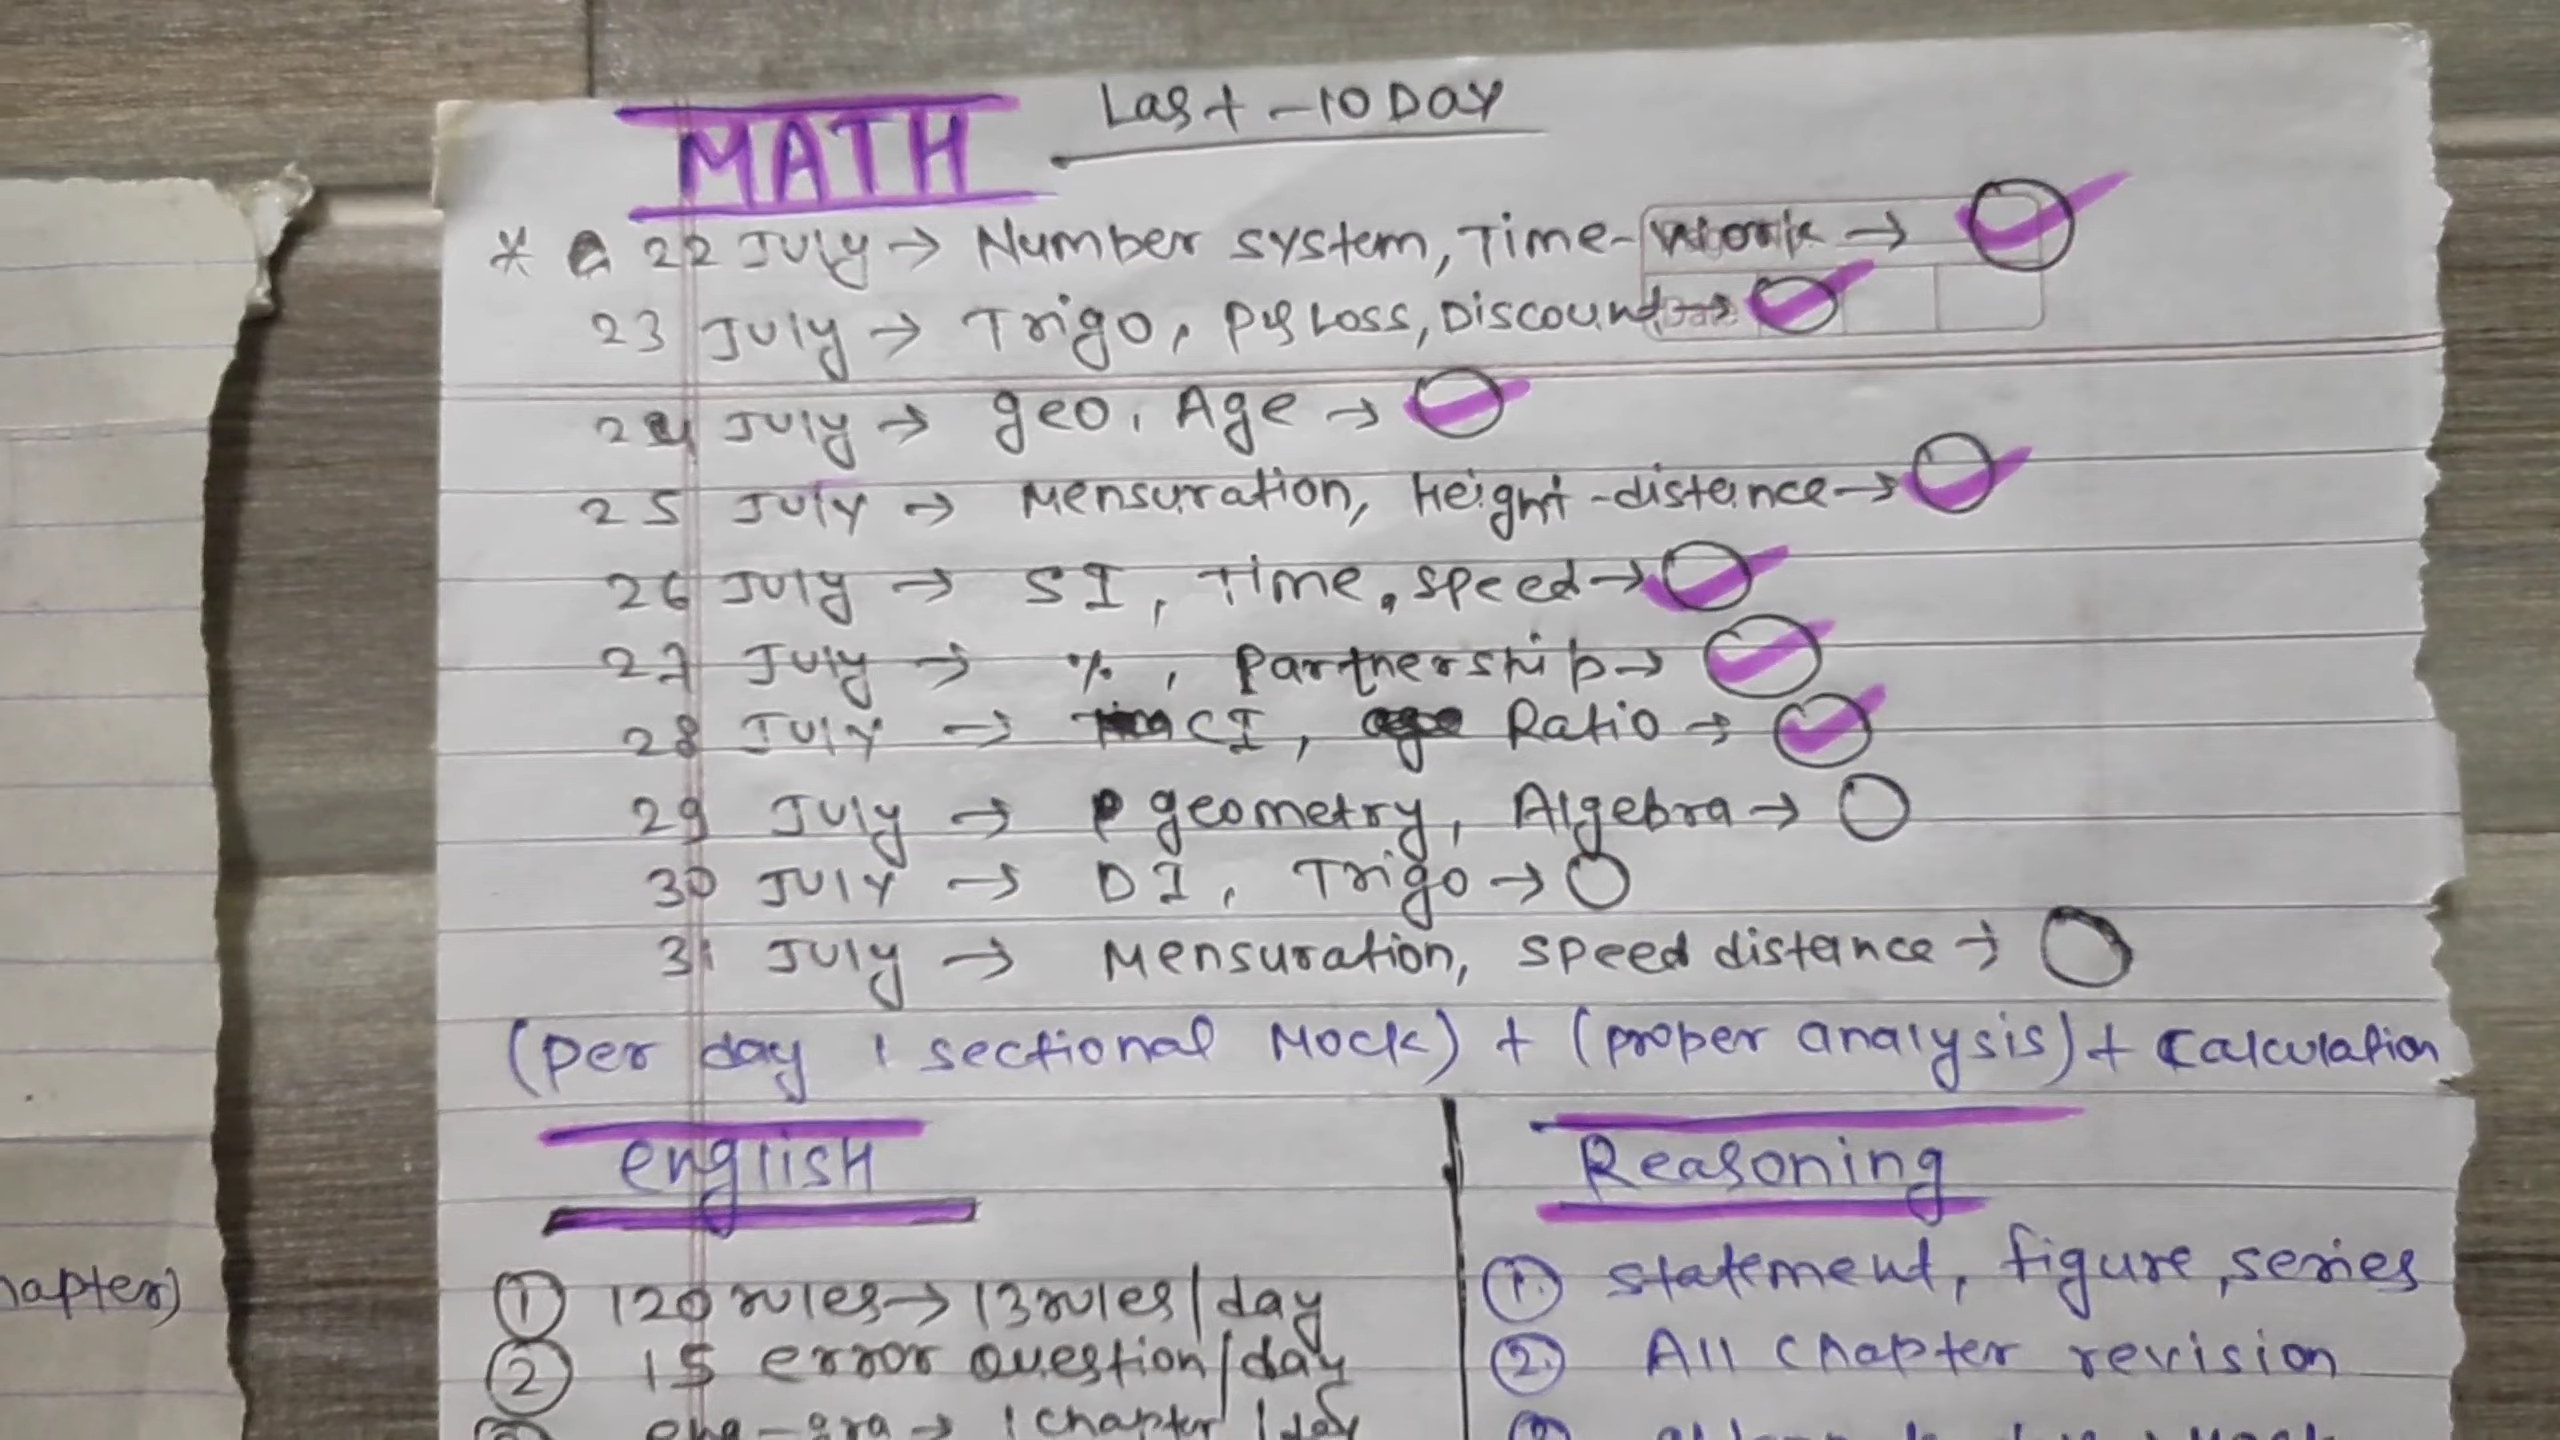 MATH Last -10 DAY
* 22 July → Number system, Time-Work →
23 July → Trigo, P&Loss, Discount →
24 July → geo, Age →
25 July → Mensuration, Height-distance →
26 July → SI, Time, speed →
27 July → %, Partnership →
28 July → CI, Ratio →
29 July → geometry, Algebra →
30 July → DI, Trigo →
31 July → Mensuration, speed distance →
(Per day 1 sectional Mock) + (proper analysis) + Calculation
english
① 120 rules → 13 rules/day
② 15 error question/day
→ 1 chapter /day
Reasoning
①. statement, figure, series
②. All chapter revision
hapter)